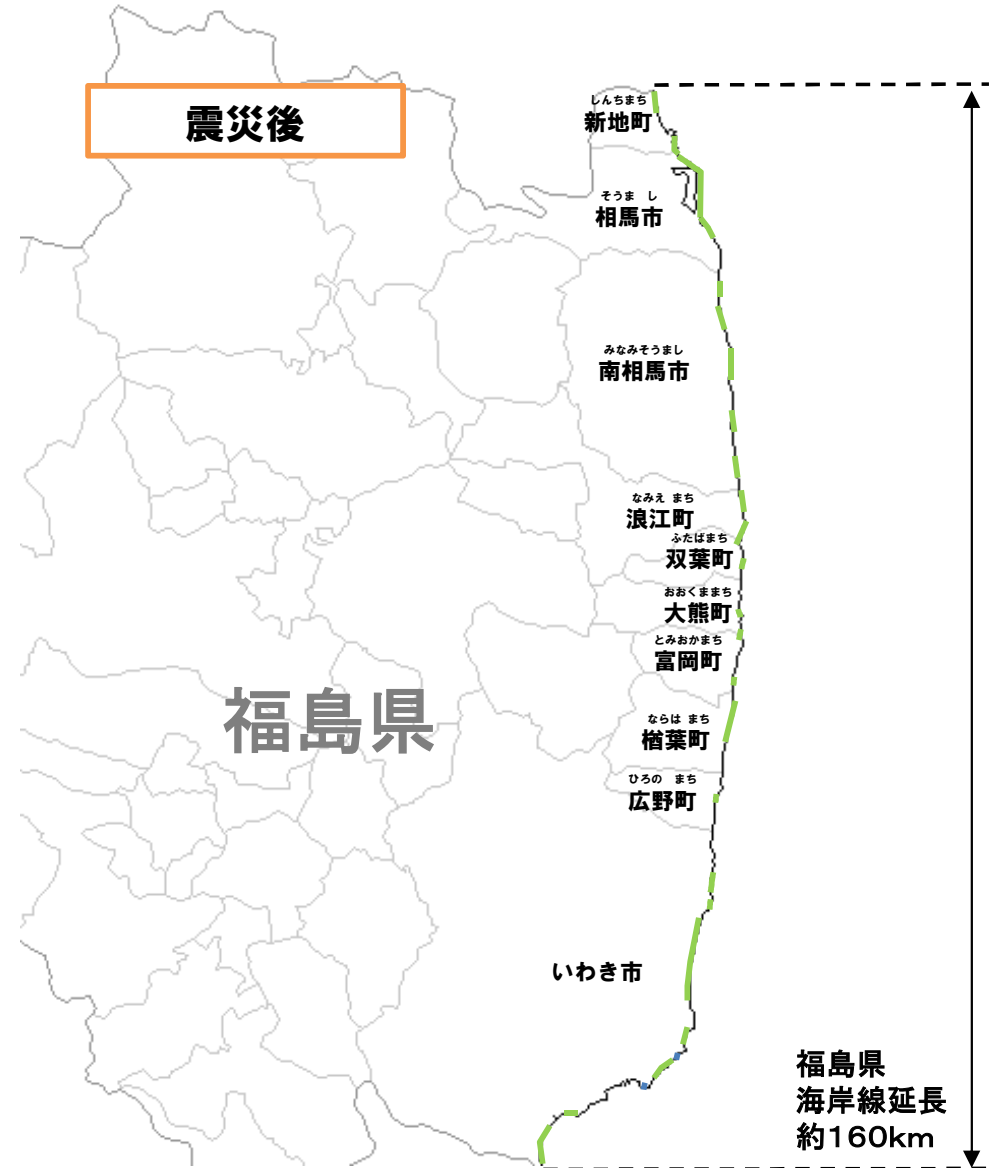 震災後
しんちまち
新地町
そうま し
相馬市
みなみそうまし
南相馬市
なみえ まち
浪江町
ふたばまち
双葉町
おおくままち
大熊町
とみおかまち
富岡町
福島県
ならは まち
楢葉町
ひろの まち
広野町
いわき市
福島県
海岸線延長
約160km